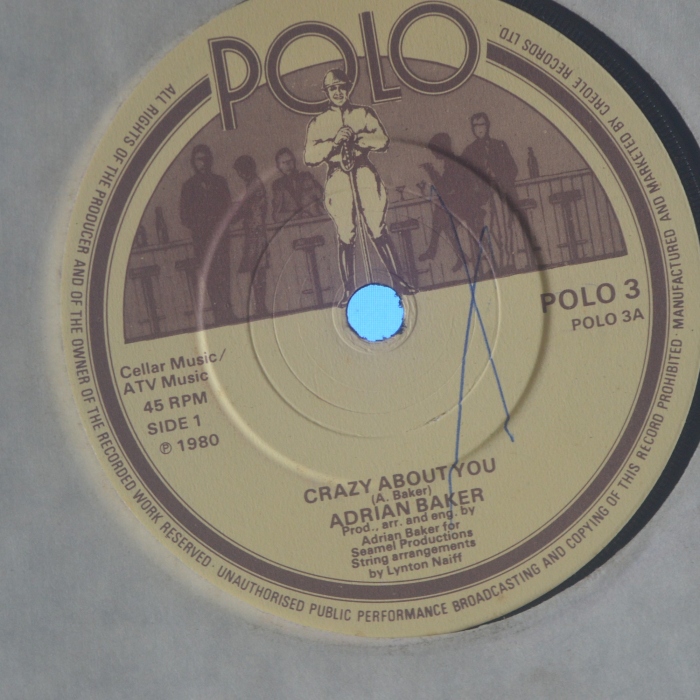 POLO
ALL RIGHTS OF THE PRODUCER AND OF THE OWNER OF THE RECORDED WORK RESERVED · UNAUTHORISED PUBLIC PERFORMANCE BROADCASTING AND COPYING OF THIS RECORD PROHIBITED · MANUFACTURED AND MARKETED BY CREOLE RECORDS LTD.
POLO 3
POLO 3A
Cellar Music/
ATV Music
45 RPM
SIDE 1
℗ 1980
CRAZY ABOUT YOU
(A. Baker)
ADRIAN BAKER
Prod., arr. and eng. by
Adrian Baker for
Seamel Productions
String arrangements
by Lynton Naiff